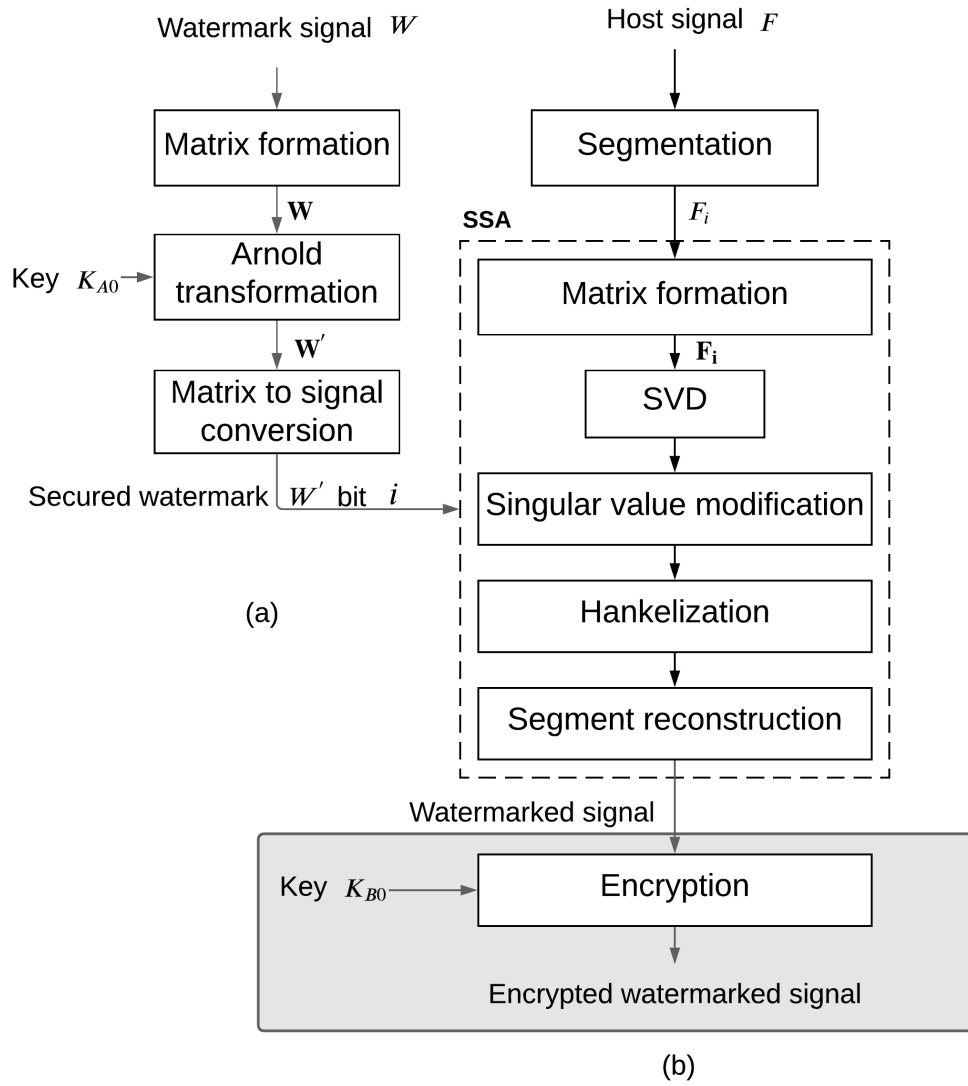 Watermark signal W
Matrix formation
W
Key K_A0
Arnold
transformation
W′
Matrix to signal
conversion
Secured watermark W′ bit i
(a)
Host signal F
Segmentation
F_i
SSA
Matrix formation
F_i
SVD
Singular value modification
Hankelization
Segment reconstruction
Watermarked signal
Key K_B0
Encryption
Encrypted watermarked signal
(b)